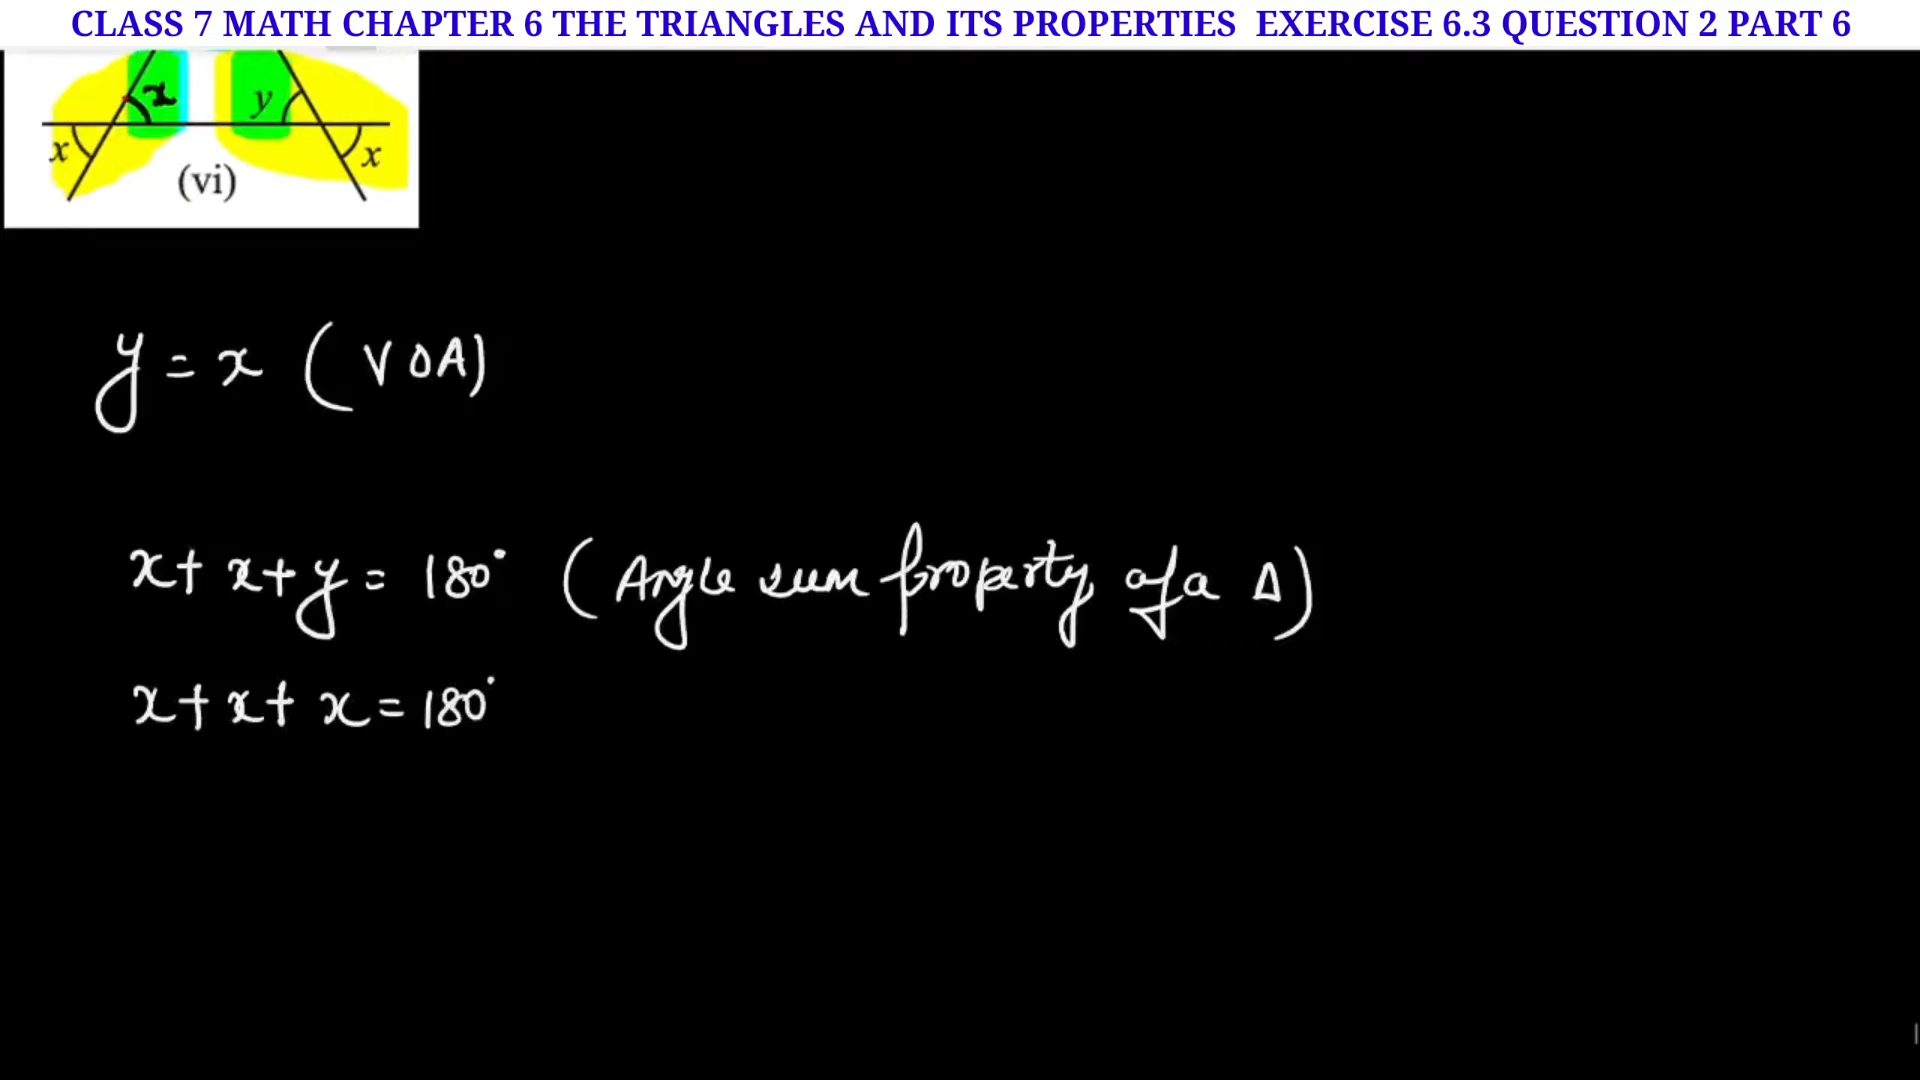 CLASS 7 MATH CHAPTER 6 THE TRIANGLES AND ITS PROPERTIES EXERCISE 6.3 QUESTION 2 PART 6
x y
x (vi) x
y = x (VOA)
x + x + y = 180° (Angle sum property of a Δ)
x + x + x = 180°